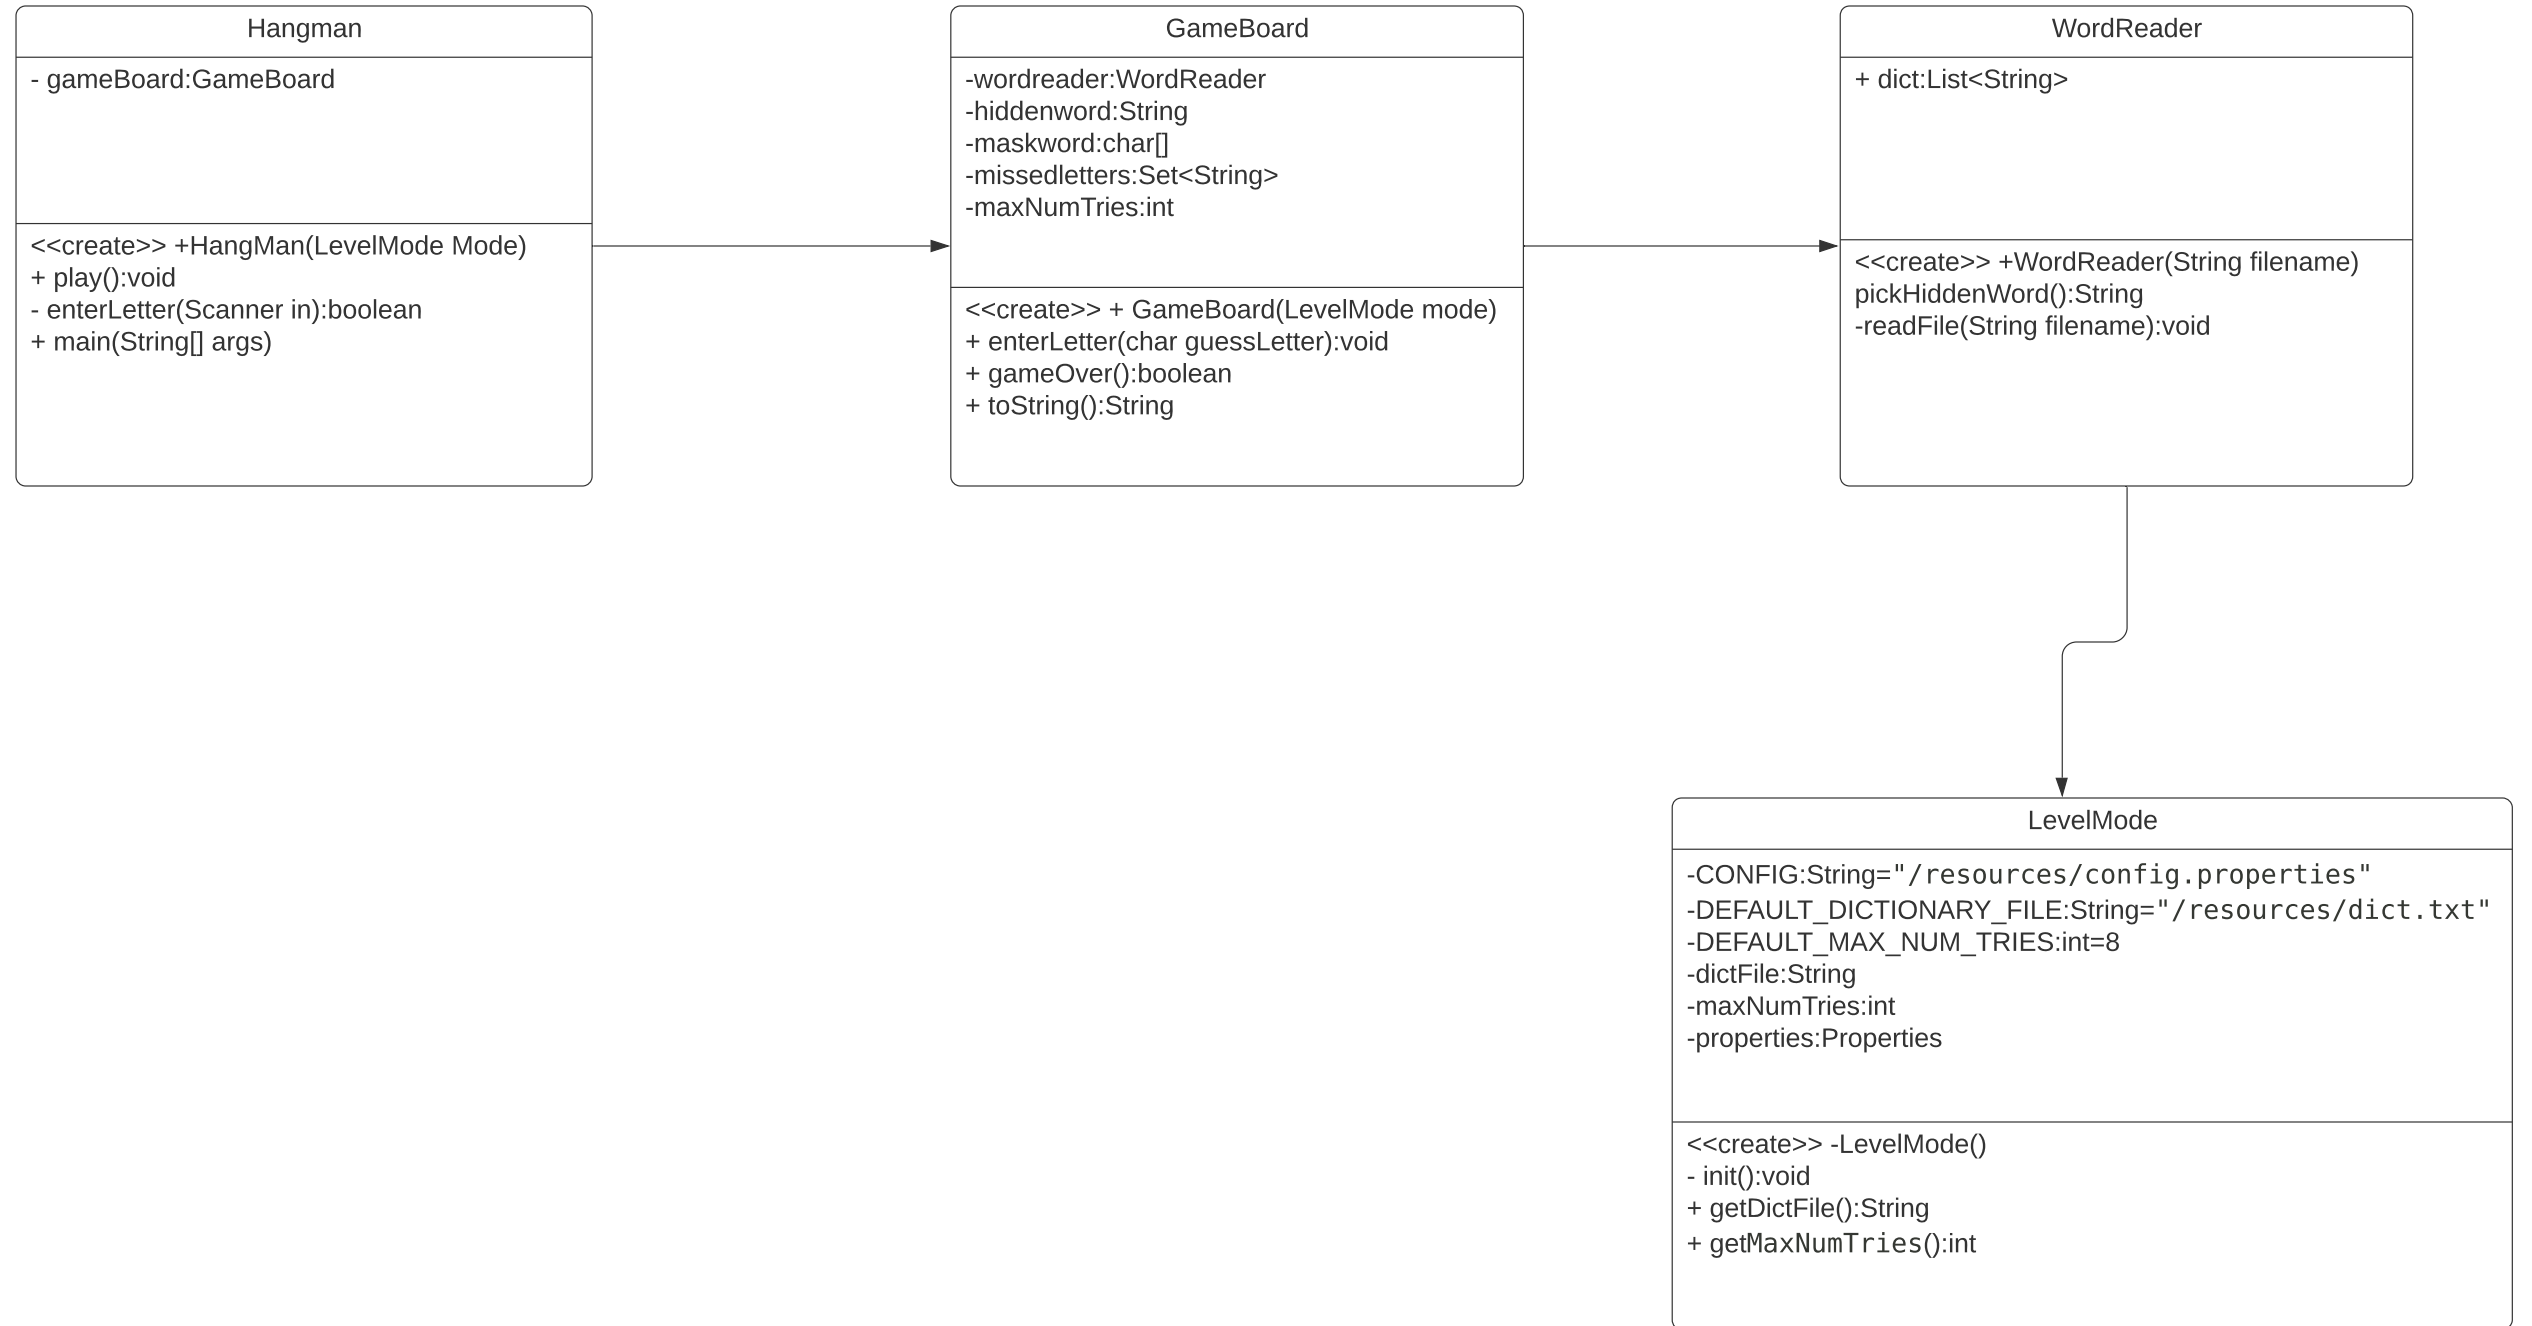 Hangman
- gameBoard:GameBoard
<<create>> +HangMan(LevelMode Mode)
+ play():void
- enterLetter(Scanner in):boolean
+ main(String[] args)
GameBoard
-wordreader:WordReader
-hiddenword:String
-maskword:char[]
-missedletters:Set<String>
-maxNumTries:int
<<create>> + GameBoard(LevelMode mode)
+ enterLetter(char guessLetter):void
+ gameOver():boolean
+ toString():String
WordReader
+ dict:List<String>
<<create>> +WordReader(String filename)
pickHiddenWord():String
-readFile(String filename):void
LevelMode
-CONFIG:String="/resources/config.properties"
-DEFAULT_DICTIONARY_FILE:String="/resources/dict.txt"
-DEFAULT_MAX_NUM_TRIES:int=8
-dictFile:String
-maxNumTries:int
-properties:Properties
<<create>> -LevelMode()
- init():void
+ getDictFile():String
+ getMaxNumTries():int